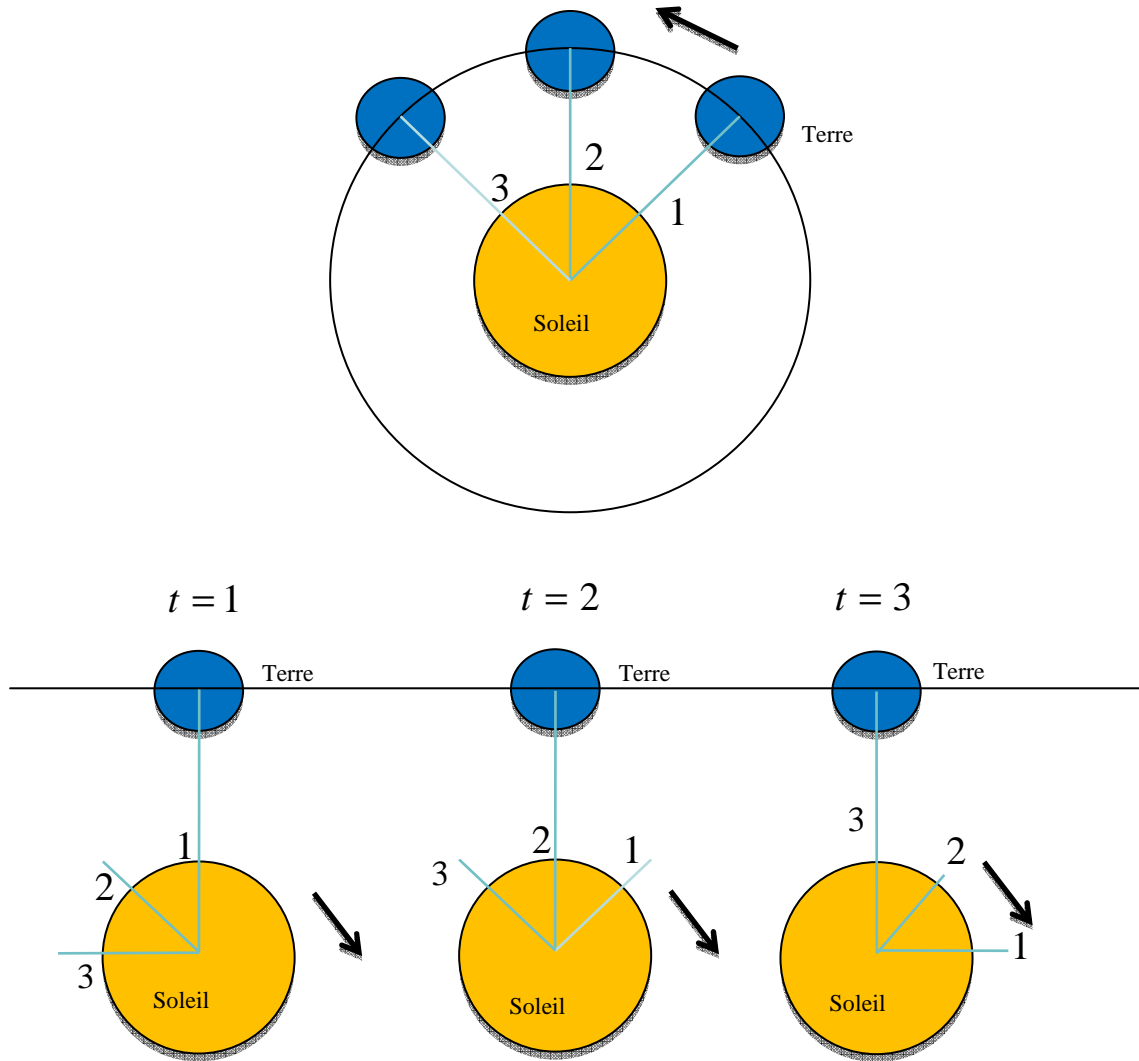 Terre
2
3
1
Soleil
t = 1 t = 2 t = 3
Terre Terre Terre
1 2 3
2 3 1 2
3 1
Soleil Soleil Soleil